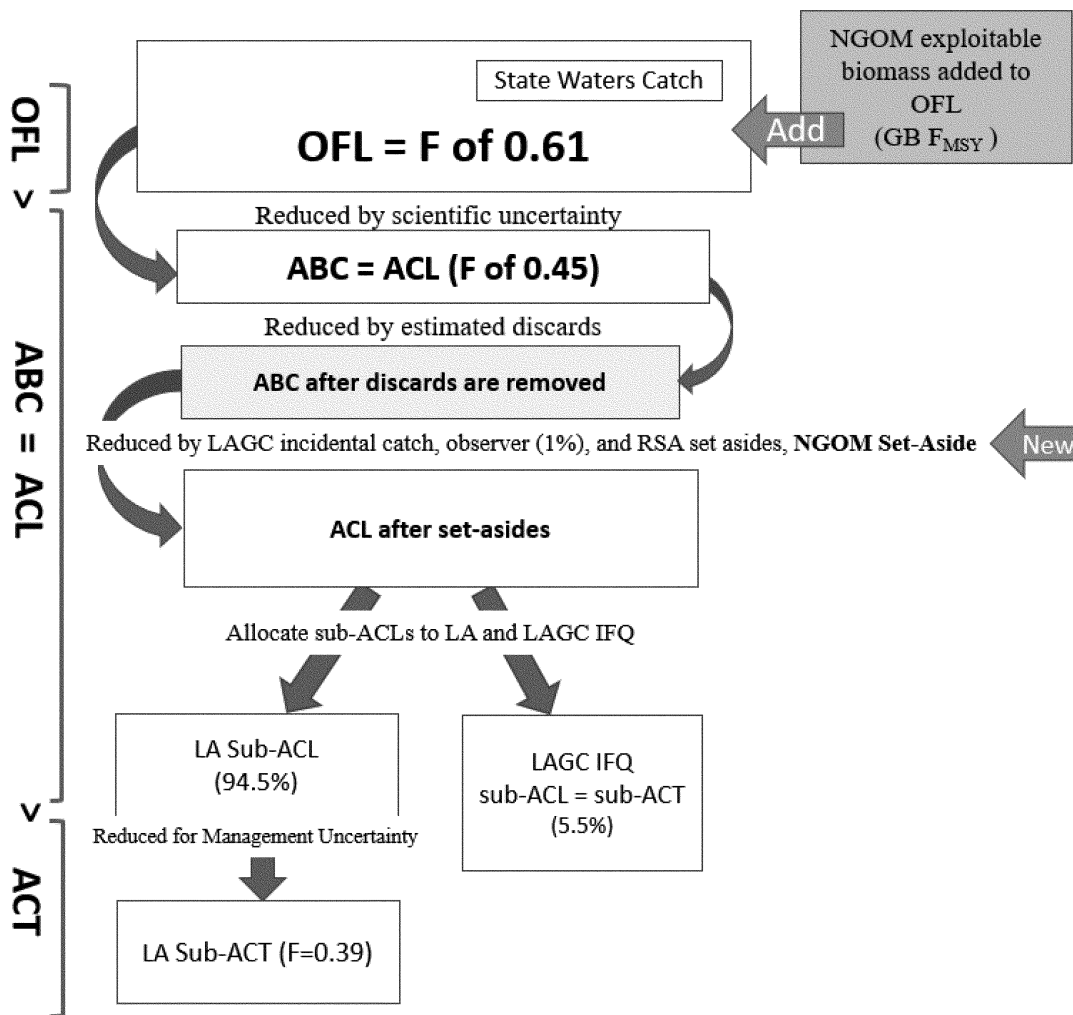 NGOM exploitable
biomass added to
OFL
(GB FMSY )
Add
State Waters Catch
OFL = F of 0.61
OFL
>
Reduced by scientific uncertainty
ABC = ACL (F of 0.45)
Reduced by estimated discards
ABC after discards are removed
Reduced by LAGC incidental catch, observer (1%), and RSA set asides, NGOM Set-Aside
New
ABC = ACL
ACL after set-asides
Allocate sub-ACLs to LA and LAGC IFQ
LA Sub-ACL
(94.5%)
LAGC IFQ
sub-ACL = sub-ACT
(5.5%)
>
Reduced for Management Uncertainty
ACT
LA Sub-ACT (F=0.39)